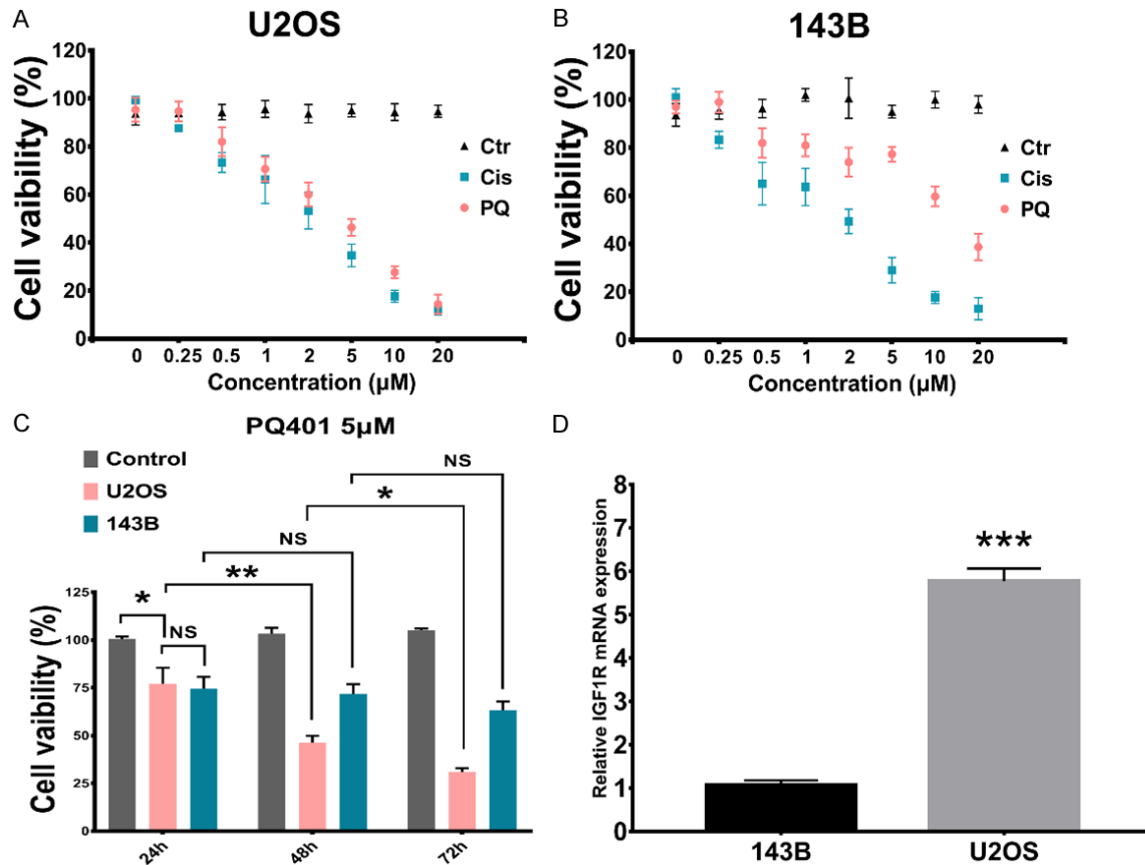 A
U2OS
Cell vaibility (%)
120
100
80
60
40
20
0
Ctr
Cis
PQ
0 0.25 0.5 1 2 5 10 20
Concentration (µM)
B
143B
Cell vaibility (%)
120
100
80
60
40
20
0
Ctr
Cis
PQ
0 0.25 0.5 1 2 5 10 20
Concentration (µM)
C
PQ401 5µM
Control
U2OS
143B
NS
*
NS
**
*
NS
Cell vaibility (%)
125
100
75
50
25
0
24h 48h 72h
D
Relative IGF1R mRNA expression
8
7
6
5
4
3
2
1
0
***
143B U2OS